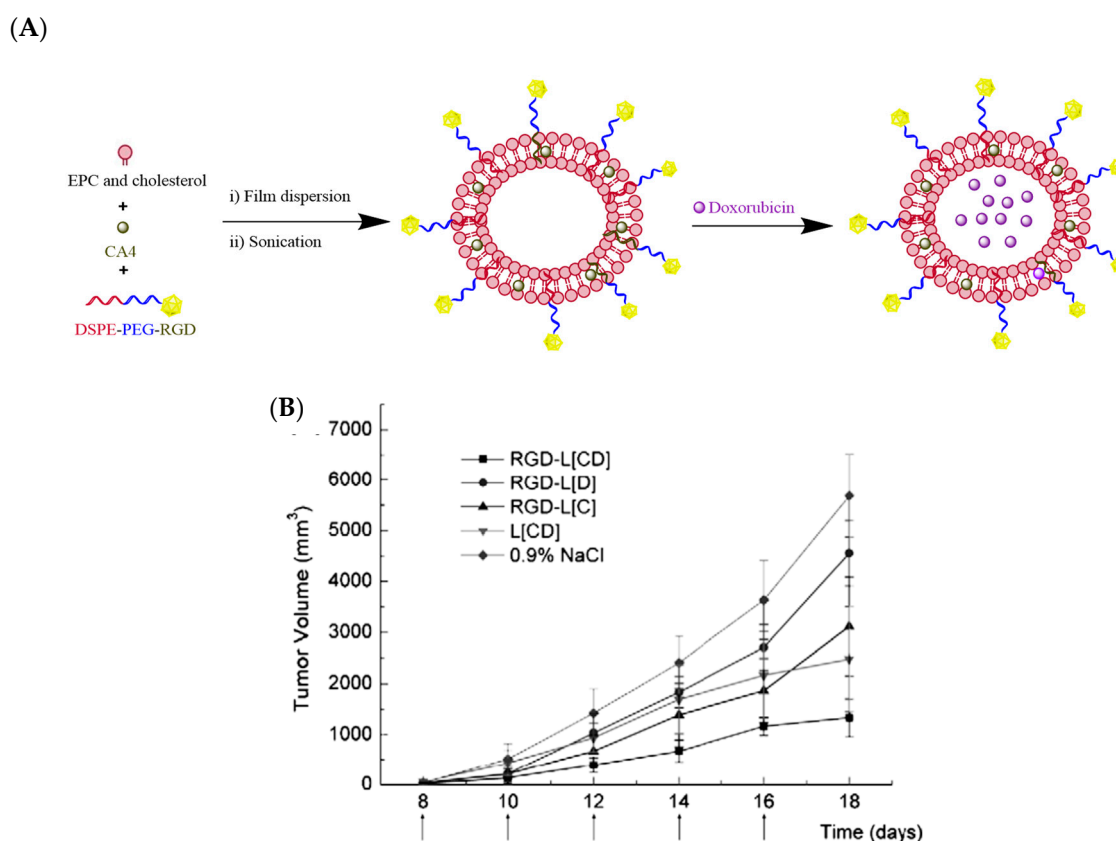 (A)
EPC and cholesterol
+
CA4
+
DSPE-PEG-RGD
i) Film dispersion
ii) Sonication
Doxorubicin
(B)
Tumor Volume (mm³)
7000
6000
5000
4000
3000
2000
1000
0
RGD-L[CD]
RGD-L[D]
RGD-L[C]
L[CD]
0.9% NaCl
8 10 12 14 16 18
Time (days)